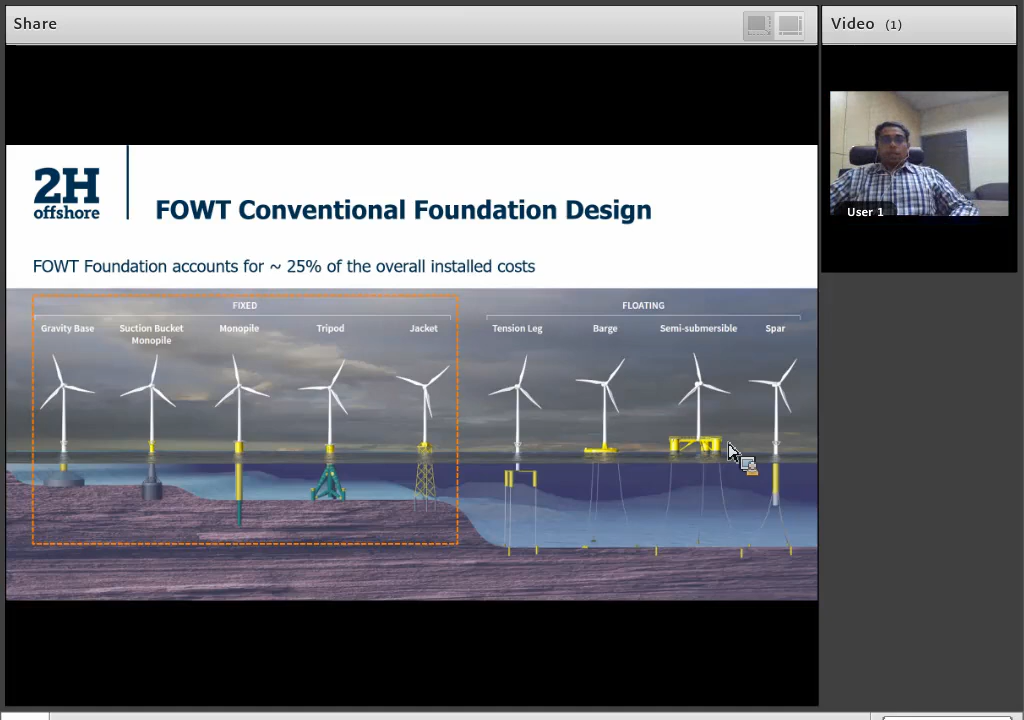 Share
Video (1)
User 1
2H
offshore
FOWT Conventional Foundation Design
FOWT Foundation accounts for ~ 25% of the overall installed costs
FIXED
FLOATING
Gravity Base
Suction Bucket
Monopile
Monopile
Tripod
Jacket
Tension Leg
Barge
Semi-submersible
Spar